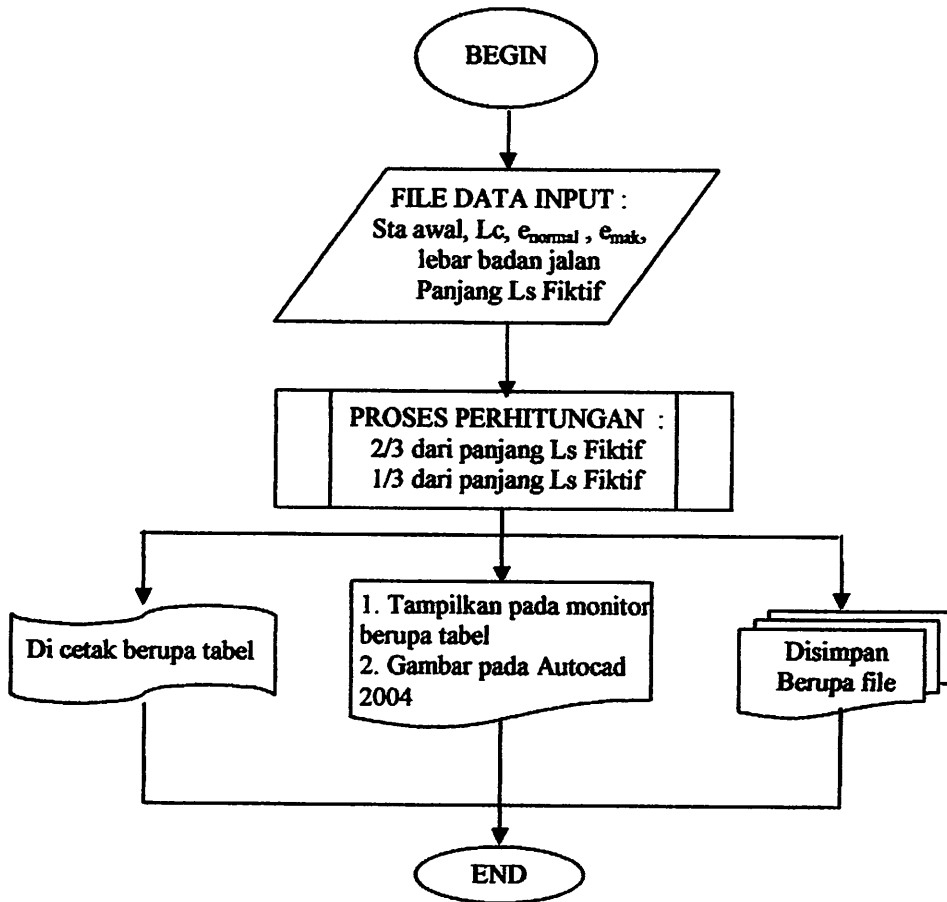 BEGIN
FILE DATA INPUT :
Sta awal, Lc, e_normal , e_mak,
lebar badan jalan
Panjang Ls Fiktif
PROSES PERHITUNGAN :
2/3 dari panjang Ls Fiktif
1/3 dari panjang Ls Fiktif
Di cetak berupa tabel
1. Tampilkan pada monitor
berupa tabel
2. Gambar pada Autocad
2004
Disimpan
Berupa file
END